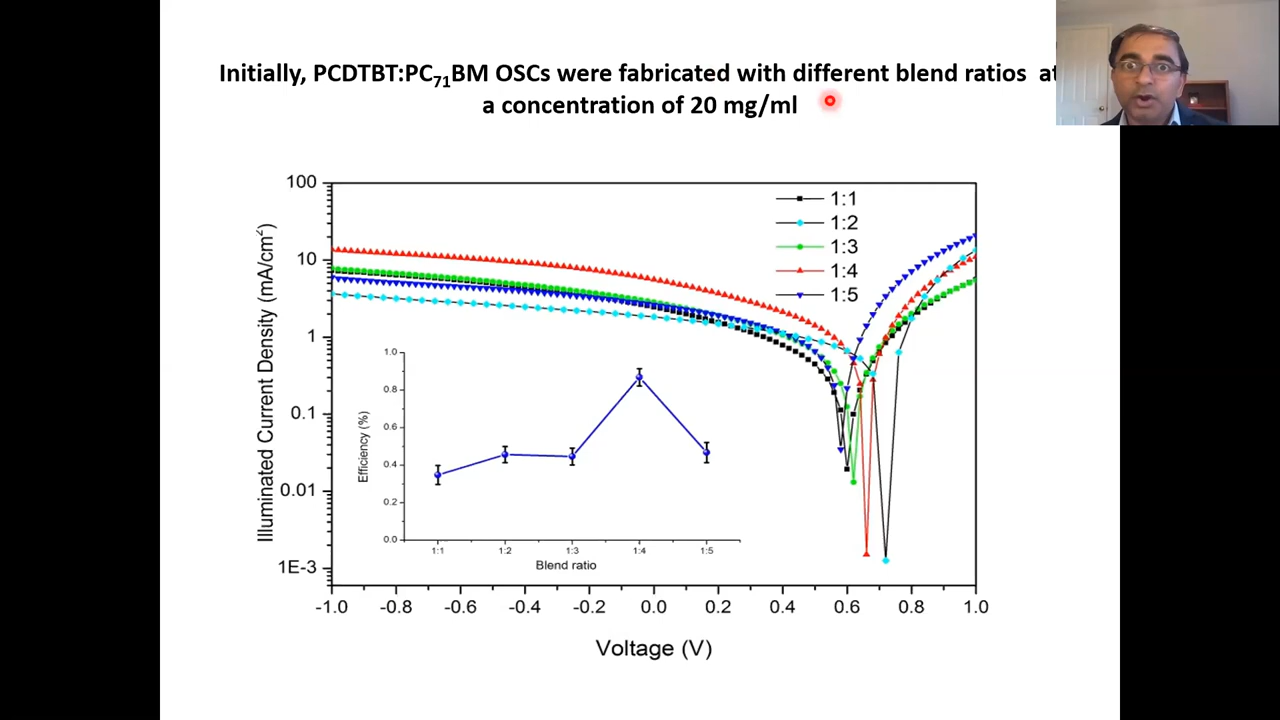 Initially, PCDTBT:PC71BM OSCs were fabricated with different blend ratios at
a concentration of 20 mg/ml
100
10
1
0.1
0.01
1E-3
Illuminated Current Density (mA/cm²)
1:1
1:2
1:3
1:4
1:5
1.0
0.8
0.6
0.4
0.2
0.0
Efficiency (%)
1:1 1:2 1:3 1:4 1:5
Blend ratio
-1.0 -0.8 -0.6 -0.4 -0.2 0.0 0.2 0.4 0.6 0.8 1.0
Voltage (V)